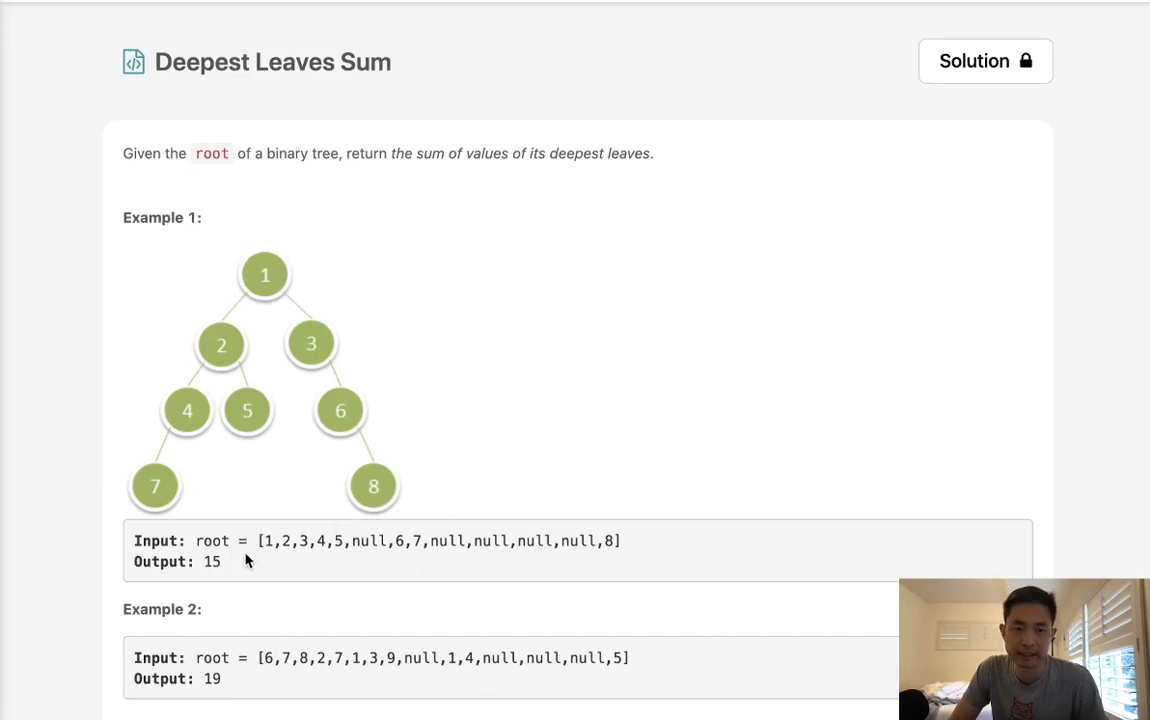 Deepest Leaves Sum
Solution
Given the root of a binary tree, return the sum of values of its deepest leaves.
Example 1:
1
2
3
4
5
6
7
8
Input: root = [1,2,3,4,5,null,6,7,null,null,null,null,8]
Output: 15
Example 2:
Input: root = [6,7,8,2,7,1,3,9,null,1,4,null,null,null,5]
Output: 19